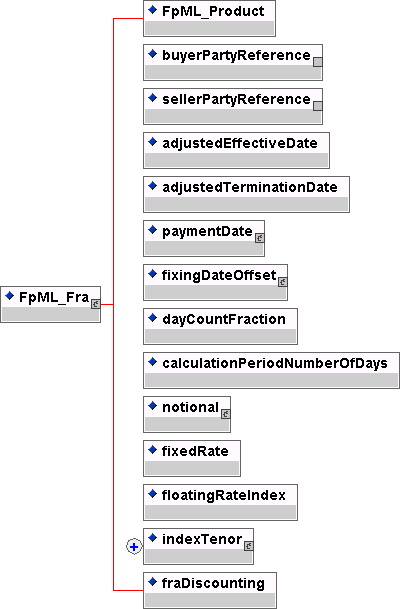 FpML_Product
buyerPartyReference
sellerPartyReference
adjustedEffectiveDate
adjustedTerminationDate
paymentDate
fixingDateOffset
FpML_Fra
dayCountFraction
calculationPeriodNumberOfDays
notional
fixedRate
floatingRateIndex
indexTenor
fraDiscounting